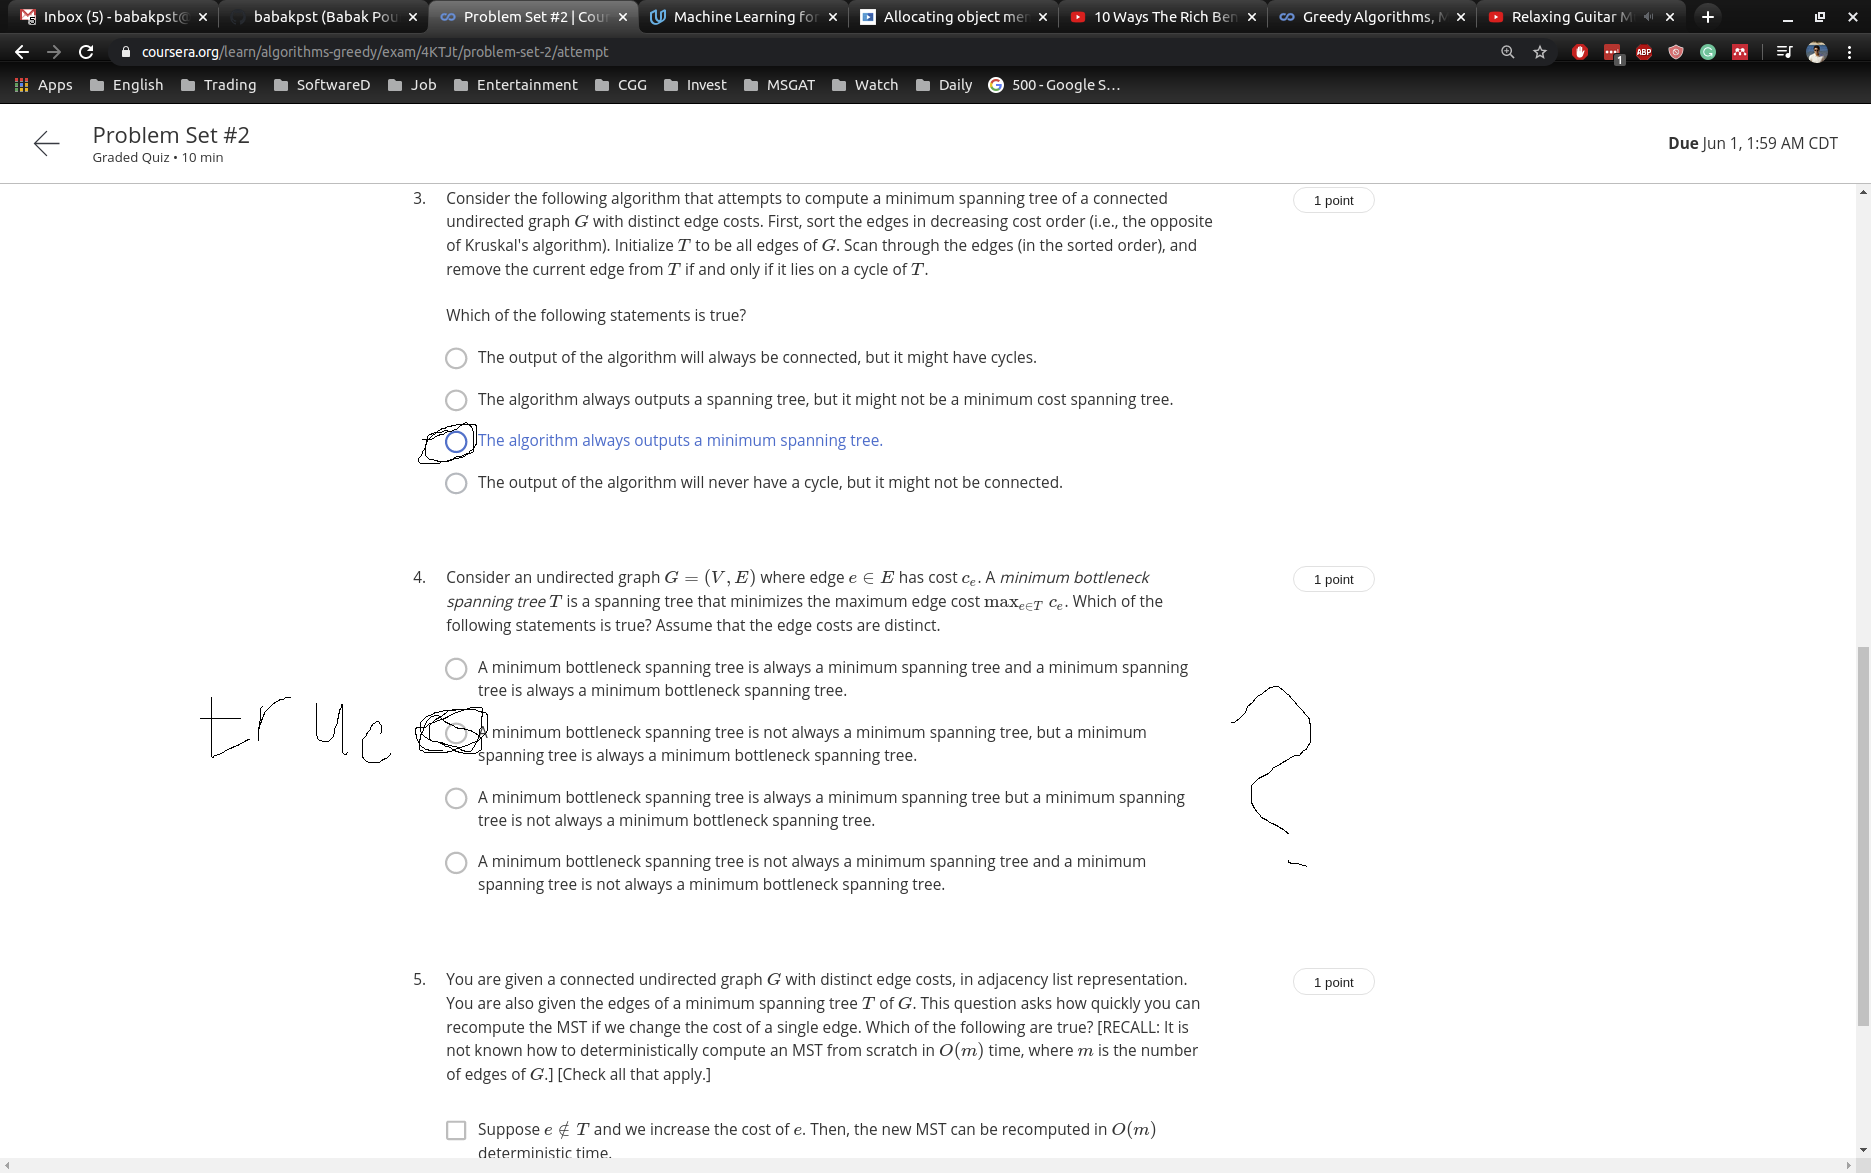 Inbox (5) - babakpst@
babakpst (Babak Pou
Problem Set #2 | Cour
Machine Learning for
Allocating object mer
10 Ways The Rich Ben
Greedy Algorithms, M
Relaxing Guitar M
coursera.org/learn/algorithms-greedy/exam/4KTJt/problem-set-2/attempt
ABP
1
Apps English Trading SoftwareD Job Entertainment CGG Invest MSGAT Watch Daily 500 - Google S...
Problem Set #2
Graded Quiz • 10 min
Due Jun 1, 1:59 AM CDT
3. Consider the following algorithm that attempts to compute a minimum spanning tree of a connected
1 point
undirected graph G with distinct edge costs. First, sort the edges in decreasing cost order (i.e., the opposite
of Kruskal's algorithm). Initialize T to be all edges of G. Scan through the edges (in the sorted order), and
remove the current edge from T if and only if it lies on a cycle of T.
Which of the following statements is true?
The output of the algorithm will always be connected, but it might have cycles.
The algorithm always outputs a spanning tree, but it might not be a minimum cost spanning tree.
The algorithm always outputs a minimum spanning tree.
The output of the algorithm will never have a cycle, but it might not be connected.
4. Consider an undirected graph G = (V, E) where edge e ∈ E has cost cₑ. A minimum bottleneck
1 point
spanning tree T is a spanning tree that minimizes the maximum edge cost max_{e∈T} cₑ. Which of the
following statements is true? Assume that the edge costs are distinct.
A minimum bottleneck spanning tree is always a minimum spanning tree and a minimum spanning
tree is always a minimum bottleneck spanning tree.
true
A minimum bottleneck spanning tree is not always a minimum spanning tree, but a minimum
spanning tree is always a minimum bottleneck spanning tree.
?
A minimum bottleneck spanning tree is always a minimum spanning tree but a minimum spanning
tree is not always a minimum bottleneck spanning tree.
A minimum bottleneck spanning tree is not always a minimum spanning tree and a minimum
spanning tree is not always a minimum bottleneck spanning tree.
5. You are given a connected undirected graph G with distinct edge costs, in adjacency list representation.
1 point
You are also given the edges of a minimum spanning tree T of G. This question asks how quickly you can
recompute the MST if we change the cost of a single edge. Which of the following are true? [RECALL: It is
not known how to deterministically compute an MST from scratch in O(m) time, where m is the number
of edges of G.] [Check all that apply.]
Suppose e ∉ T and we increase the cost of e. Then, the new MST can be recomputed in O(m)
deterministic time.